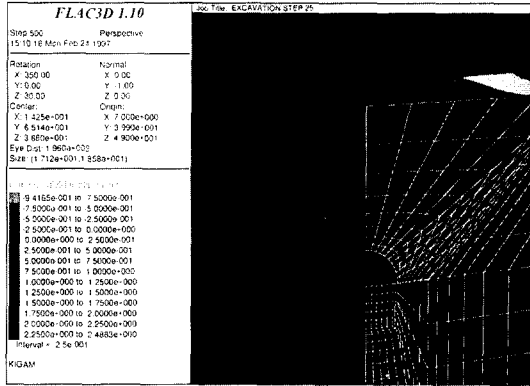 FLAC3D 1.10
Job Title: EXCAVATION STEP 25
Step 500 Perspective
15:10:16 Mon Feb 24 1997
Rotation Normal
X: 350.00 X: 0.00
Y: 0.00 Y: -1.00
Z: 30.00 Z: 0.00
Center: Origin:
X: 1.425e+001 X: 7.000e+000
Y: 6.514e+001 Y: 3.990e+001
Z: 3.680e+001 Z: 4.900e+001
Eye Dist: 1.960e+002
Size: (1.712e+001,1.858e+001)
-9.4165e-001 to -7.5000e-001
-7.5000e-001 to -5.0000e-001
-5.0000e-001 to -2.5000e-001
-2.5000e-001 to 0.0000e+000
0.0000e+000 to 2.5000e-001
2.5000e-001 to 5.0000e-001
5.0000e-001 to 7.5000e-001
7.5000e-001 to 1.0000e+000
1.0000e+000 to 1.2500e+000
1.2500e+000 to 1.5000e+000
1.5000e+000 to 1.7500e+000
1.7500e+000 to 2.0000e+000
2.0000e+000 to 2.2500e+000
2.2500e+000 to 2.4883e+000
Interval = 2.5e-001
KIGAM